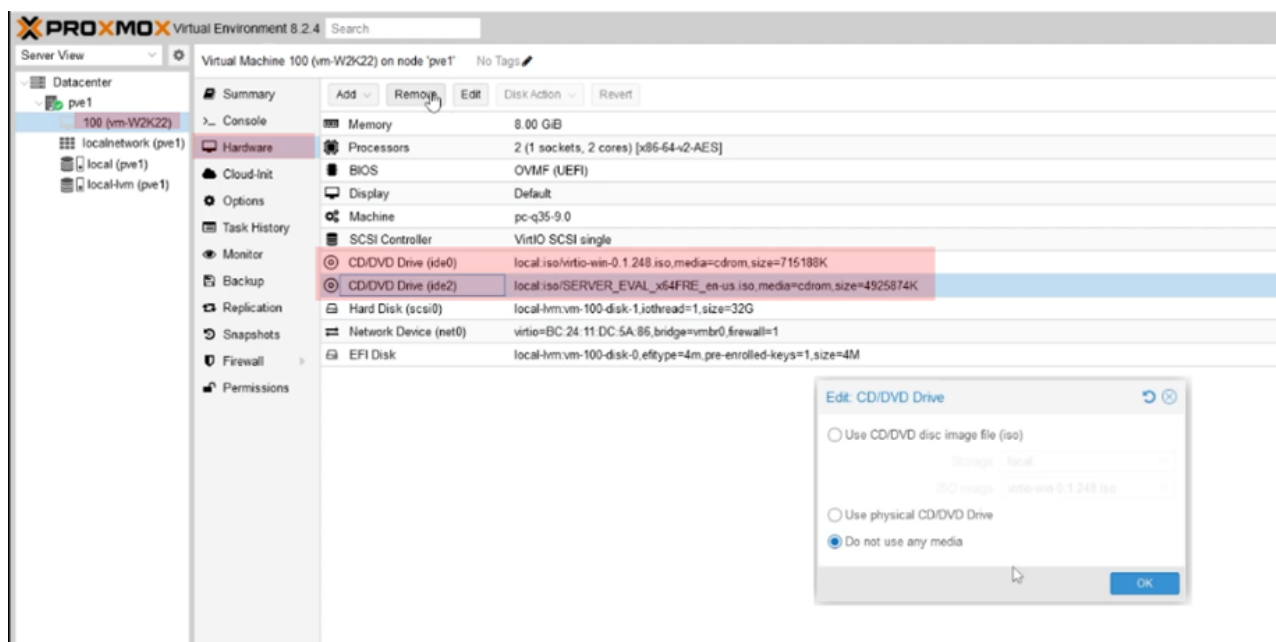 PROXMOX Virtual Environment 8.2.4 Search
Server View
Virtual Machine 100 (vm-W2K22) on node 'pve1' No Tags
Datacenter
pve1
100 (vm-W2K22)
localnetwork (pve1)
local (pve1)
local-lvm (pve1)
Summary
Console
Hardware
Cloud-Init
Options
Task History
Monitor
Backup
Replication
Snapshots
Firewall
Permissions
Add Remove Edit Disk Action Revert
Memory 8.00 GiB
Processors 2 (1 sockets, 2 cores) [x86-64-v2-AES]
BIOS OVMF (UEFI)
Display Default
Machine pc-q35-9.0
SCSI Controller VirtIO SCSI single
CD/DVD Drive (ide0) local:iso/virtio-win-0.1.248.iso,media=cdrom,size=715188K
CD/DVD Drive (ide2) local:iso/SERVER_EVAL_x64FRE_en-us.iso,media=cdrom,size=4925874K
Hard Disk (scsi0) local-lvm:vm-100-disk-1,iothread=1,size=32G
Network Device (net0) virtio=BC:24:11:DC:5A:86,bridge=vmbr0,firewall=1
EFI Disk local-lvm:vm-100-disk-0,efitype=4m,pre-enrolled-keys=1,size=4M
Edit: CD/DVD Drive
Use CD/DVD disc image file (iso)
Storage: local
ISO image: virtio-win-0.1.248.iso
Use physical CD/DVD Drive
Do not use any media
OK